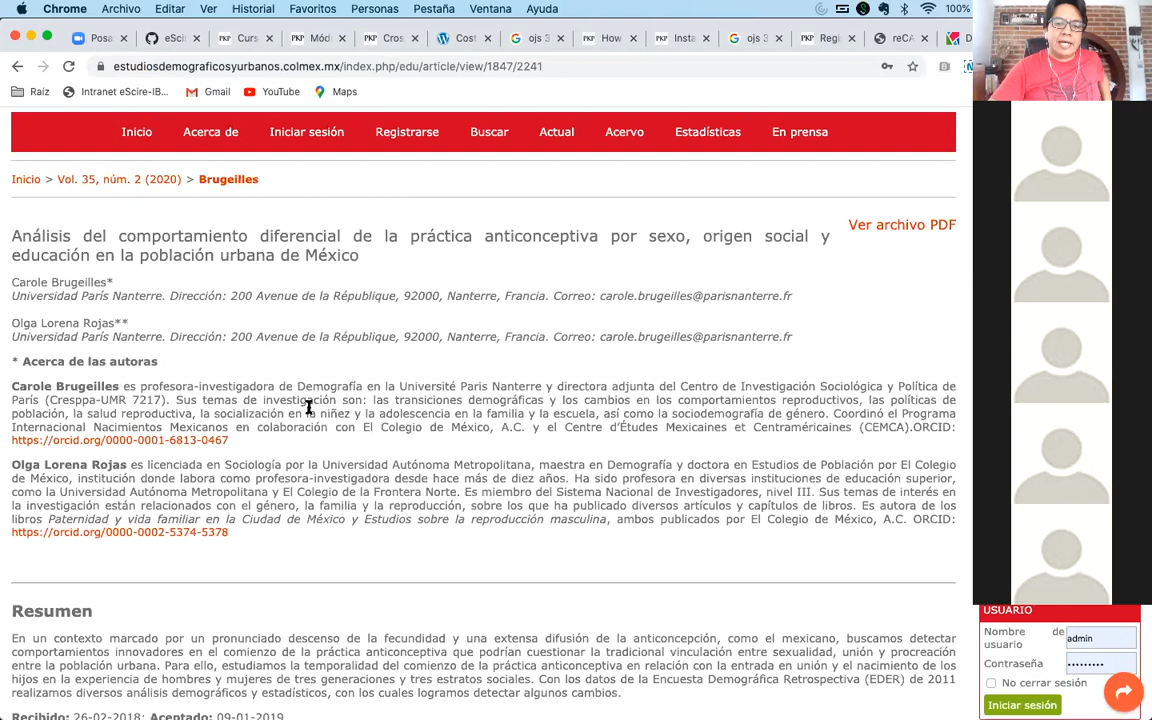 Chrome Archivo Editar Ver Historial Favoritos Personas Pestaña Ventana Ayuda 100%
Posa eSci Curs Mód Cros Cost ojs 3 How Insta ojs 3 Regi reCA D
estudiosdemograficosyurbanos.colmex.mx/index.php/edu/article/view/1847/2241
Raíz Intranet eScire-IB... Gmail YouTube Maps
Inicio Acerca de Iniciar sesión Registrarse Buscar Actual Acervo Estadísticas En prensa
Inicio > Vol. 35, núm. 2 (2020) > Brugeilles
Ver archivo PDF
Análisis del comportamiento diferencial de la práctica anticonceptiva por sexo, origen social y
educación en la población urbana de México
Carole Brugeilles*
Universidad París Nanterre. Dirección: 200 Avenue de la République, 92000, Nanterre, Francia. Correo: carole.brugeilles@parisnanterre.fr
Olga Lorena Rojas**
Universidad París Nanterre. Dirección: 200 Avenue de la République, 92000, Nanterre, Francia. Correo: carole.brugeilles@parisnanterre.fr
* Acerca de las autoras
Carole Brugeilles es profesora-investigadora de Demografía en la Université Paris Nanterre y directora adjunta del Centro de Investigación Sociológica y Política de
París (Cresppa-UMR 7217). Sus temas de investigación son: las transiciones demográficas y los cambios en los comportamientos reproductivos, las políticas de
población, la salud reproductiva, la socialización en la niñez y la adolescencia en la familia y la escuela, así como la sociodemografía de género. Coordinó el Programa
Internacional Nacimientos Mexicanos en colaboración con El Colegio de México, A.C. y el Centre d'Études Mexicaines et Centraméricaines (CEMCA).ORCID:
https://orcid.org/0000-0001-6813-0467
Olga Lorena Rojas es licenciada en Sociología por la Universidad Autónoma Metropolitana, maestra en Demografía y doctora en Estudios de Población por El Colegio
de México, institución donde labora como profesora-investigadora desde hace más de diez años. Ha sido profesora en diversas instituciones de educación superior,
como la Universidad Autónoma Metropolitana y El Colegio de la Frontera Norte. Es miembro del Sistema Nacional de Investigadores, nivel III. Sus temas de interés en
la investigación están relacionados con el género, la familia y la reproducción, sobre los que ha publicado diversos artículos y capítulos de libros. Es autora de los
libros Paternidad y vida familiar en la Ciudad de México y Estudios sobre la reproducción masculina, ambos publicados por El Colegio de México, A.C. ORCID:
https://orcid.org/0000-0002-5374-5378
Resumen
En un contexto marcado por un pronunciado descenso de la fecundidad y una extensa difusión de la anticoncepción, como el mexicano, buscamos detectar
comportamientos innovadores en el comienzo de la práctica anticonceptiva que podrían cuestionar la tradicional vinculación entre sexualidad, unión y procreación
entre la población urbana. Para ello, estudiamos la temporalidad del comienzo de la práctica anticonceptiva en relación con la entrada en unión y el nacimiento de los
hijos en la experiencia de hombres y mujeres de tres generaciones y tres estratos sociales. Con los datos de la Encuesta Demográfica Retrospectiva (EDER) de 2011
realizamos diversos análisis demográficos y estadísticos, con los cuales logramos detectar algunos cambios.
Recibido: 26-02-2018; Aceptado: 09-01-2019
USUARIO
Nombre de
usuario admin
Contraseña •••••••••
No cerrar sesión
Iniciar sesión